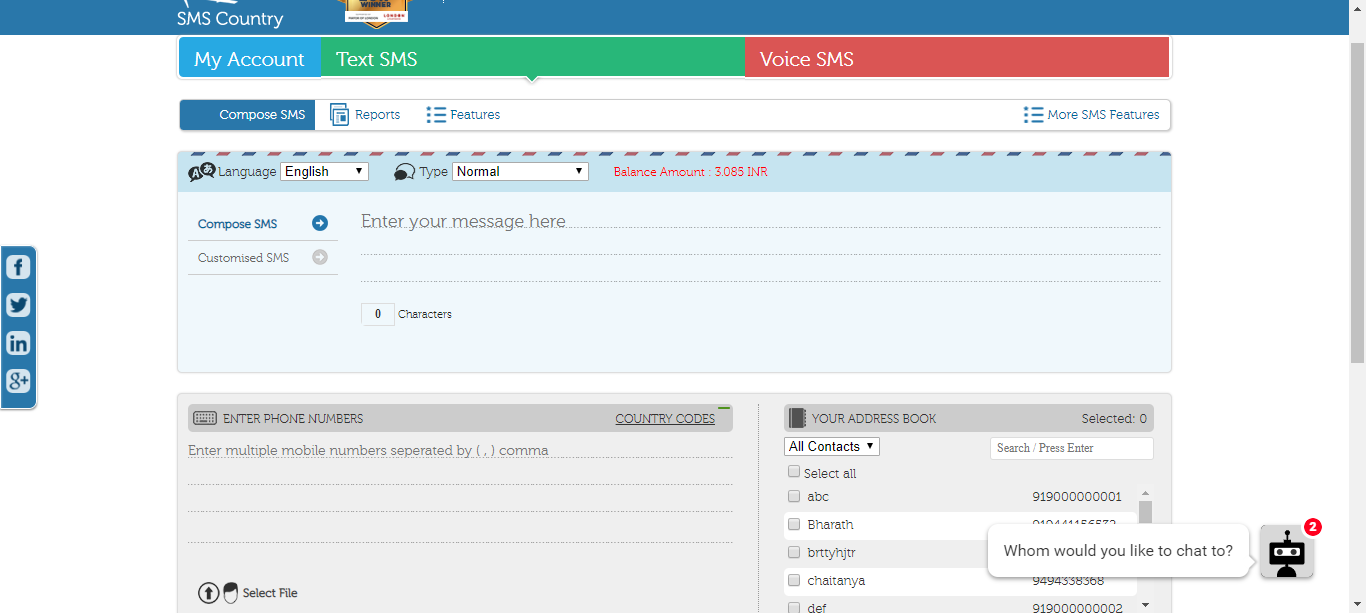 SMS Country
WINNER
MAYOR OF LONDON
LONDON
My Account Text SMS Voice SMS
Compose SMS Reports Features More SMS Features
Language English Type Normal Balance Amount : 3.085 INR
Compose SMS
Enter your message here
Customised SMS
0 Characters
ENTER PHONE NUMBERS COUNTRY CODES
Enter multiple mobile numbers seperated by ( , ) comma
Select File
YOUR ADDRESS BOOK Selected: 0
All Contacts Search / Press Enter
Select all
abc 919000000001
Bharath
brttyhjtr
chaitanya 9494338368
def 919000000002
Whom would you like to chat to?
2